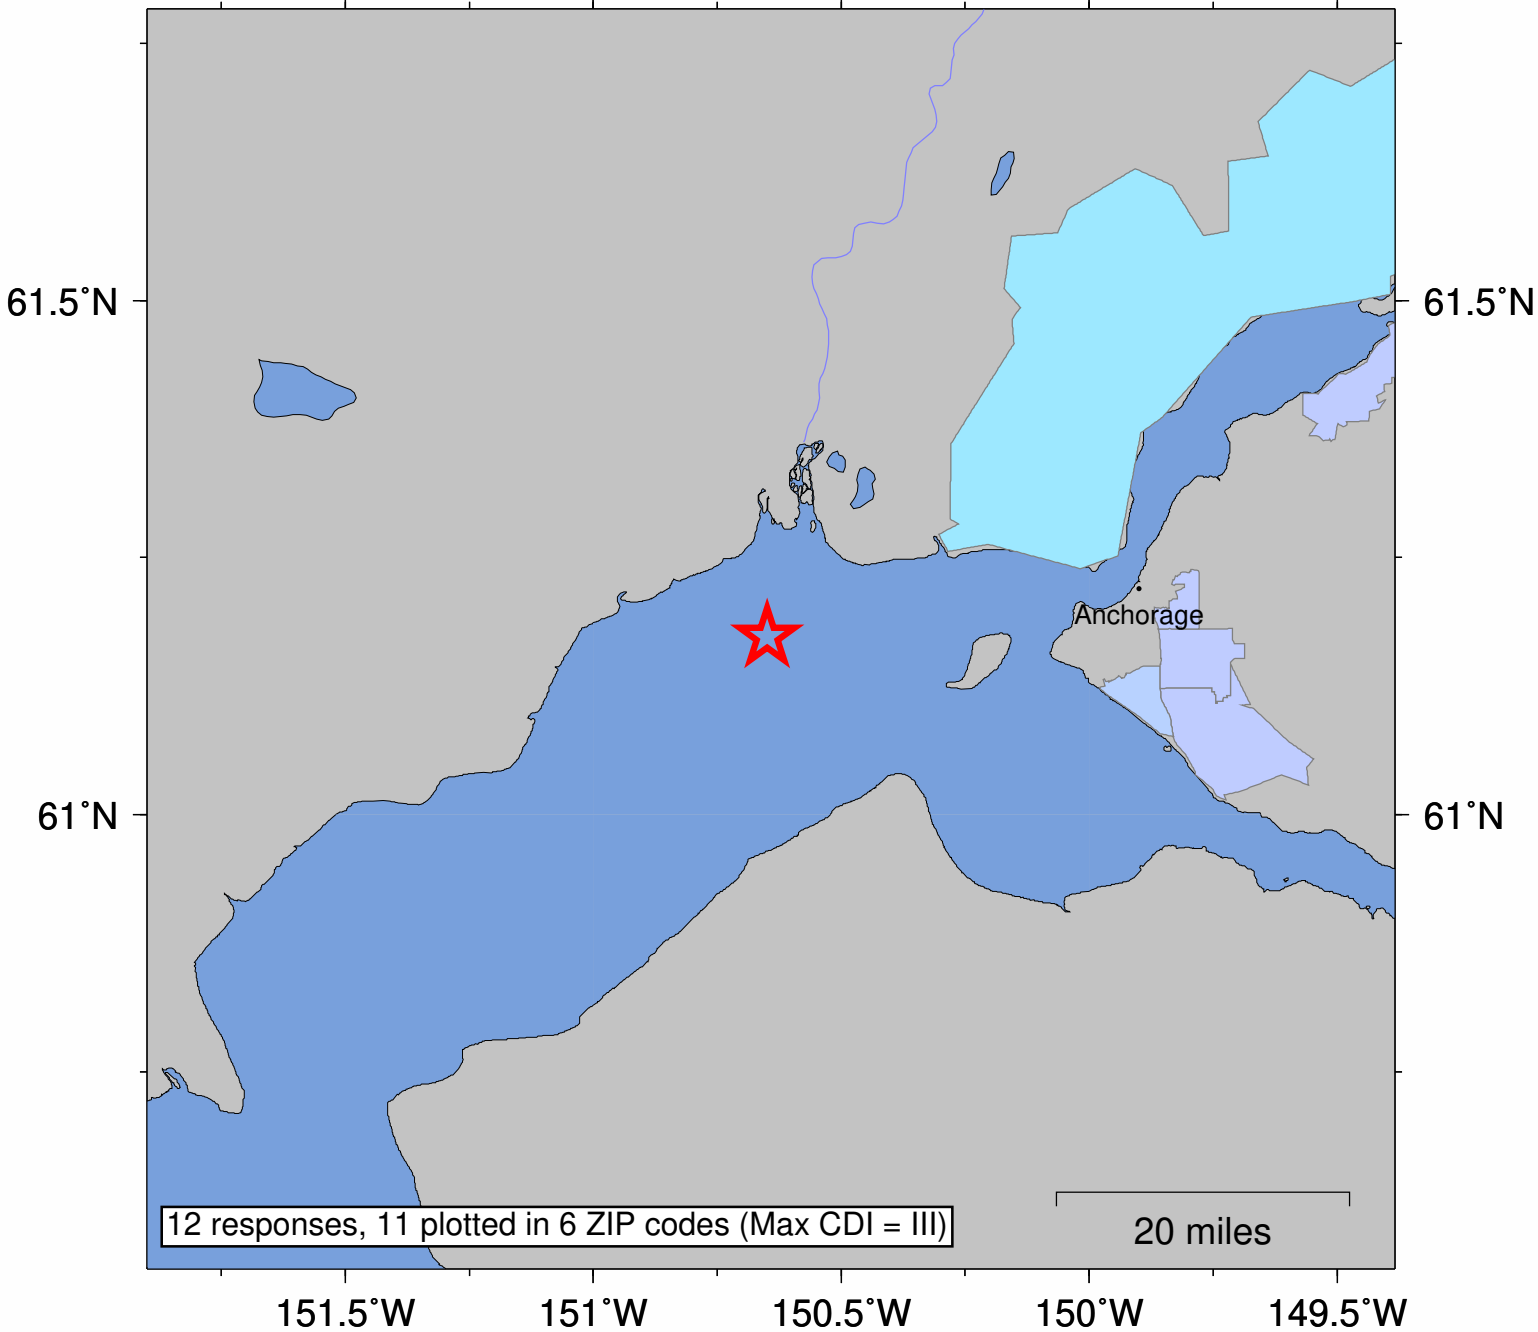 61.5°N
61.5°N
Anchorage
61°N
61°N
12 responses, 11 plotted in 6 ZIP codes (Max CDI = III)
20 miles
151.5°W
151°W
150.5°W
150°W
149.5°W